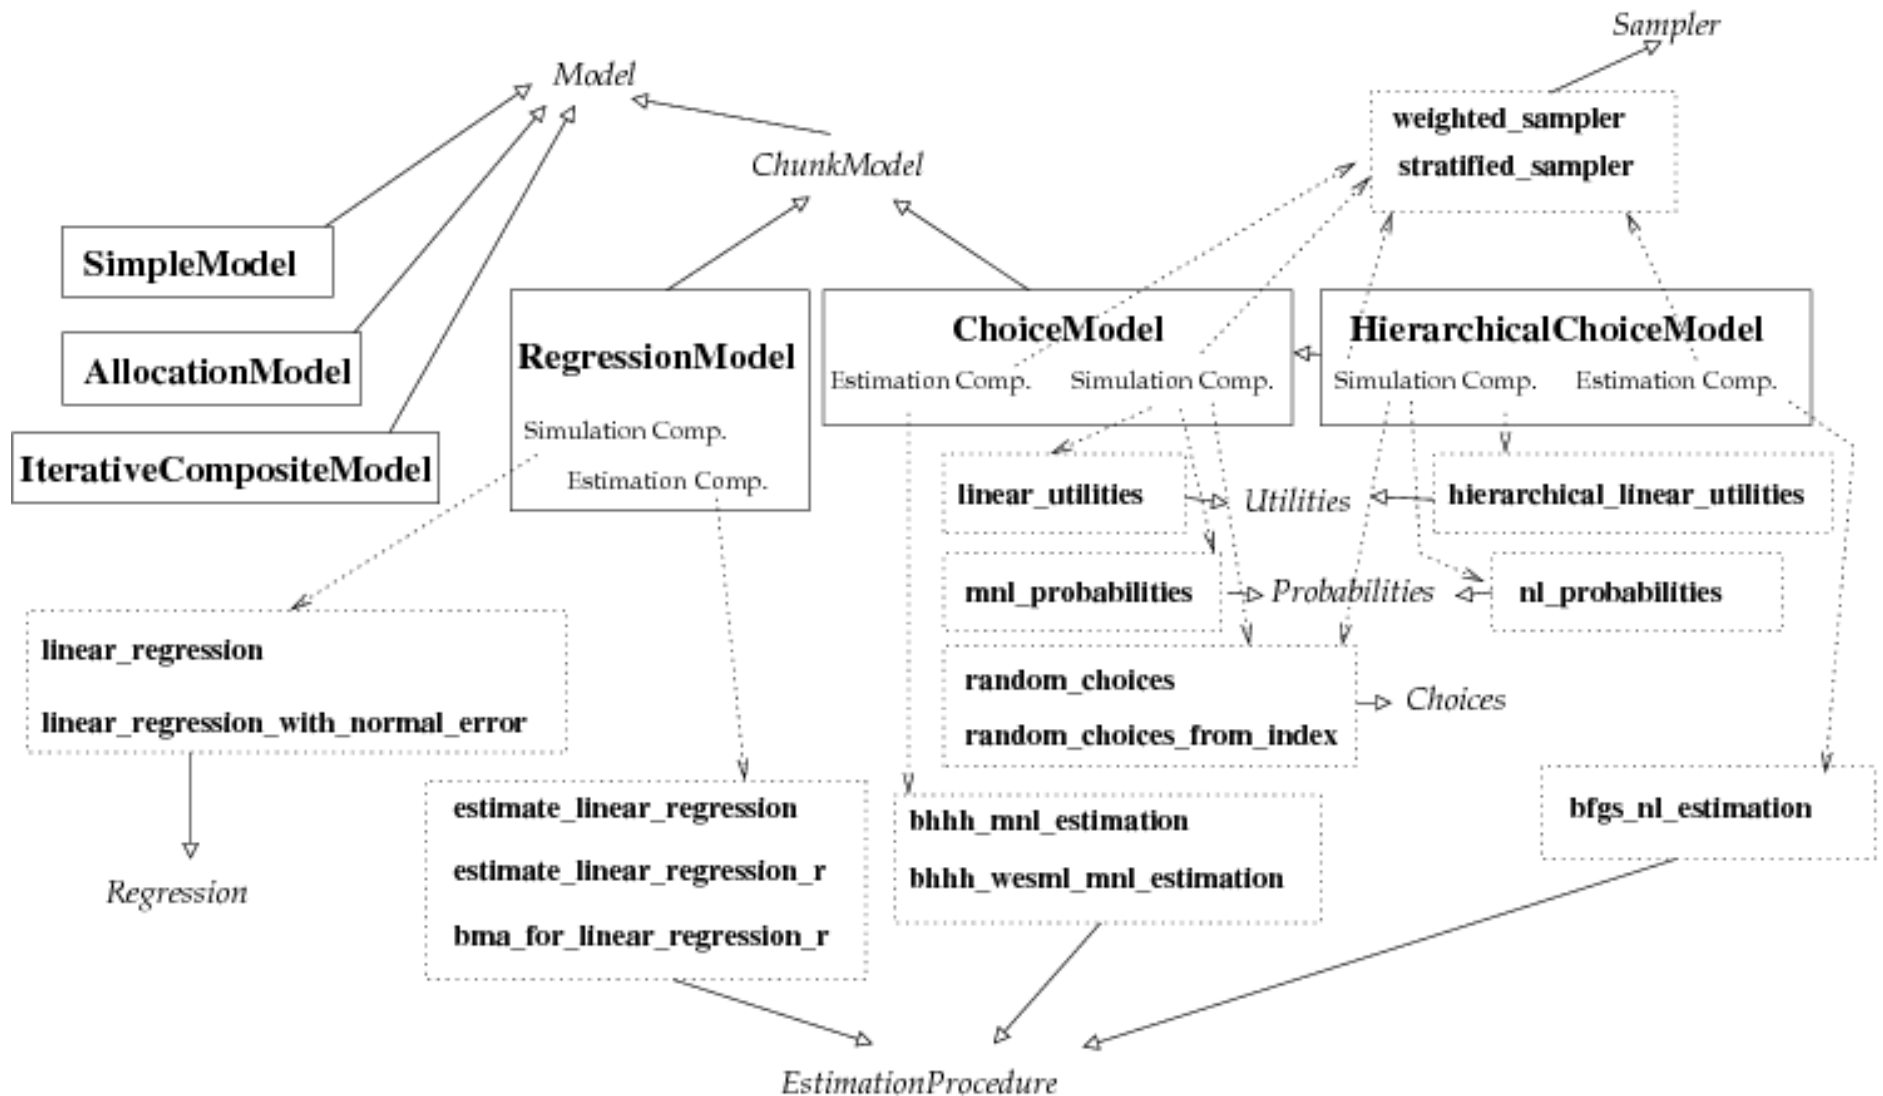 Sampler
Model
weighted_sampler
ChunkModel
stratified_sampler
SimpleModel
AllocationModel
IterativeCompositeModel
RegressionModel
Simulation Comp.
Estimation Comp.
ChoiceModel
Estimation Comp. Simulation Comp.
HierarchicalChoiceModel
Simulation Comp. Estimation Comp.
linear_utilities
Utilities
hierarchical_linear_utilities
mnl_probabilities
Probabilities
nl_probabilities
linear_regression
linear_regression_with_normal_error
random_choices
random_choices_from_index
Choices
Regression
estimate_linear_regression
estimate_linear_regression_r
bma_for_linear_regression_r
bhhh_mnl_estimation
bhhh_wesml_mnl_estimation
bfgs_nl_estimation
EstimationProcedure